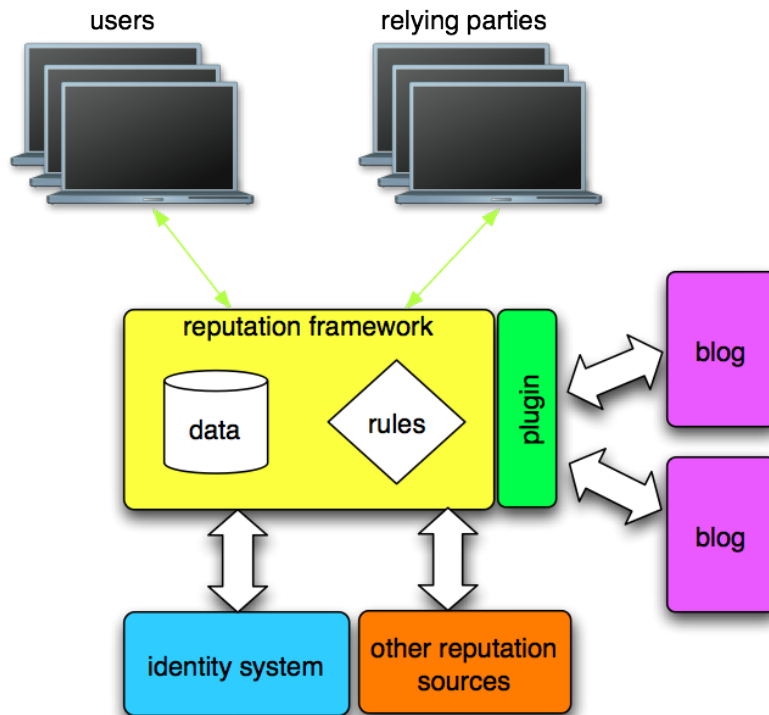 users
relying parties
reputation framework
data
rules
plugin
blog
blog
identity system
other reputation
sources